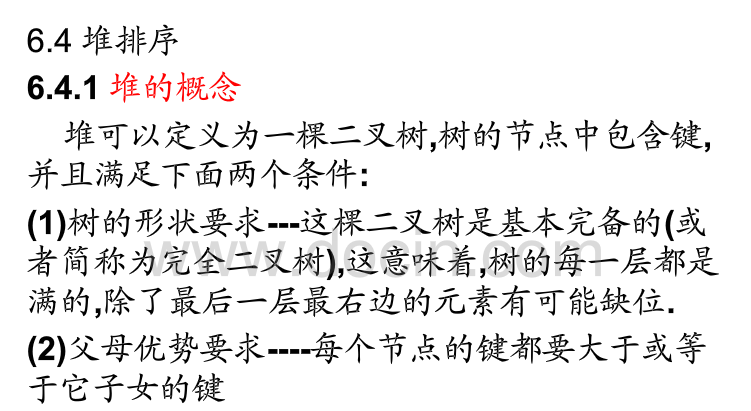 6.4 堆排序
6.4.1 堆的概念
堆可以定义为一棵二叉树,树的节点中包含键,
并且满足下面两个条件:
(1)树的形状要求---这棵二叉树是基本完备的(或
者简称为完全二叉树),这意味着,树的每一层都是
满的,除了最后一层最右边的元素有可能缺位.
(2)父母优势要求----每个节点的键都要大于或等
于它子女的键
www.docin.com